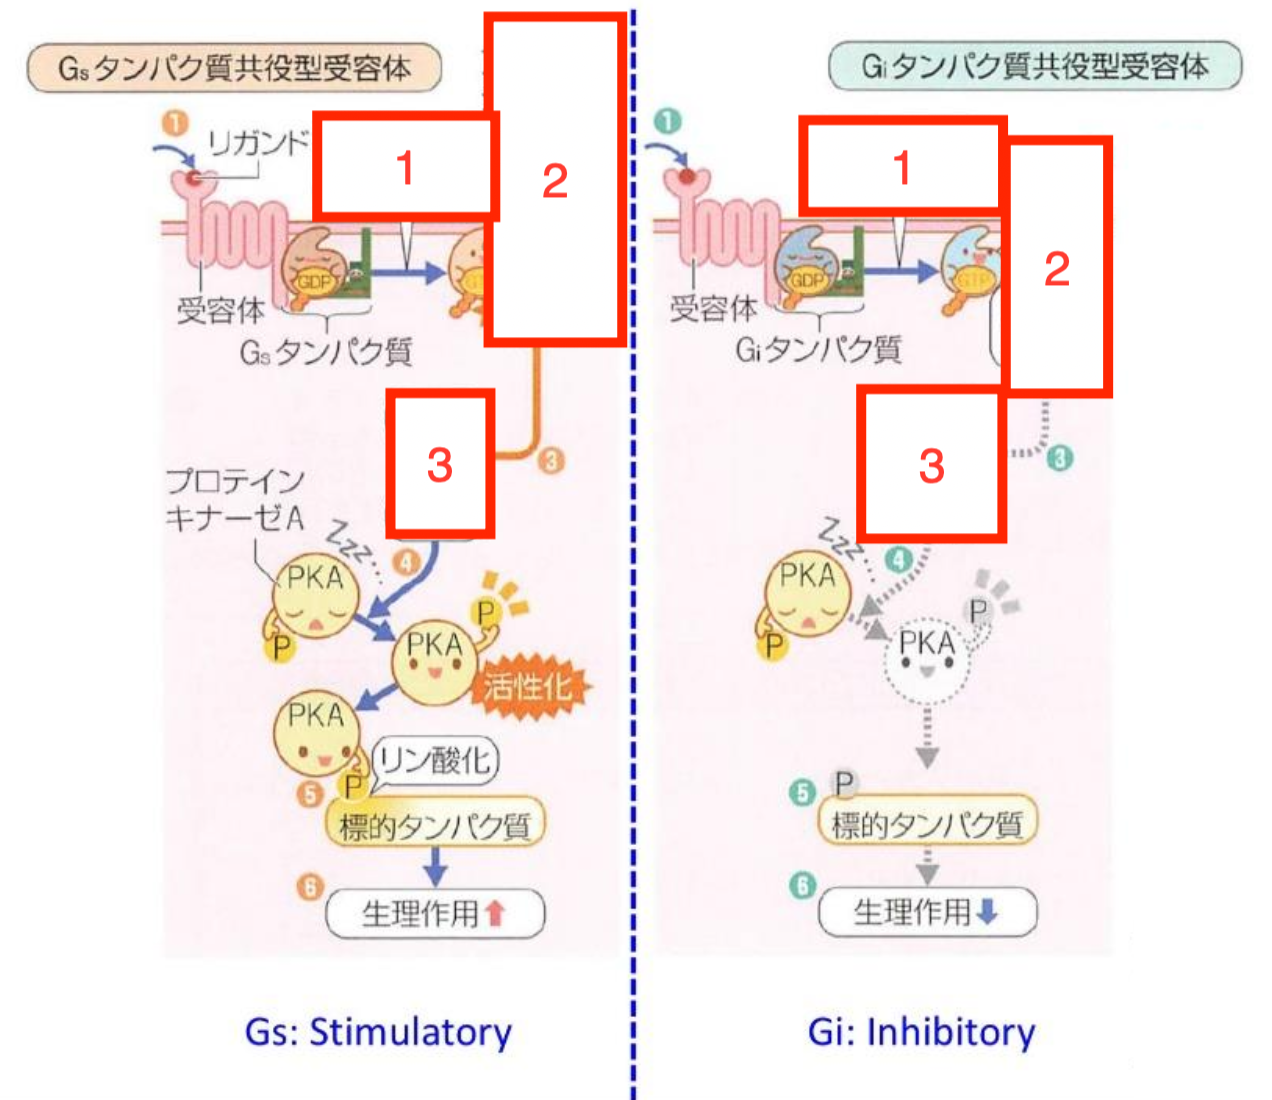 Gsタンパク質共役型受容体
1
リガンド
1
2
GDP
受容体
Gsタンパク質
3
3
プロテイン
キナーゼA
Zzz
4
PKA
P
P
PKA
活性化
PKA
リン酸化
P
5
標的タンパク質
6
生理作用
Gs: Stimulatory
Giタンパク質共役型受容体
1
1
2
GDP
GTP
受容体
Giタンパク質
3
3
Zzz
4
PKA
P
P
PKA
P
5
標的タンパク質
6
生理作用
Gi: Inhibitory